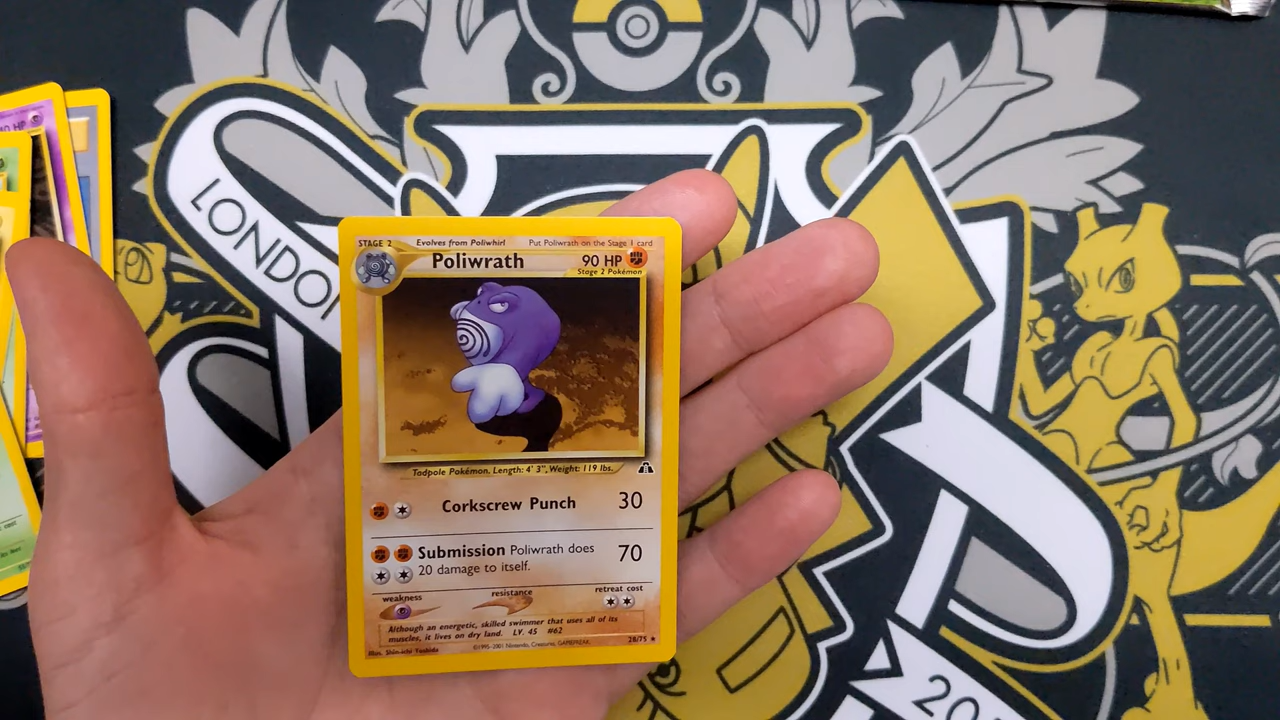 LONDO
STAGE 2 Evolves from Poliwhirl Put Poliwrath on the Stage 1 card
Poliwrath 90 HP
Stage 2 Pokémon
Tadpole Pokémon. Length: 4' 3", Weight: 119 lbs.
Corkscrew Punch 30
Submission Poliwrath does 70
20 damage to itself.
weakness resistance retreat cost
Although an energetic, skilled swimmer that uses all of its
muscles, it lives on dry land. LV. 45 #62
28/75 ★
Illus. Shin-ichi Yoshida ©1995-2001 Nintendo, Creatures, GAMEFREAK.
HP
20